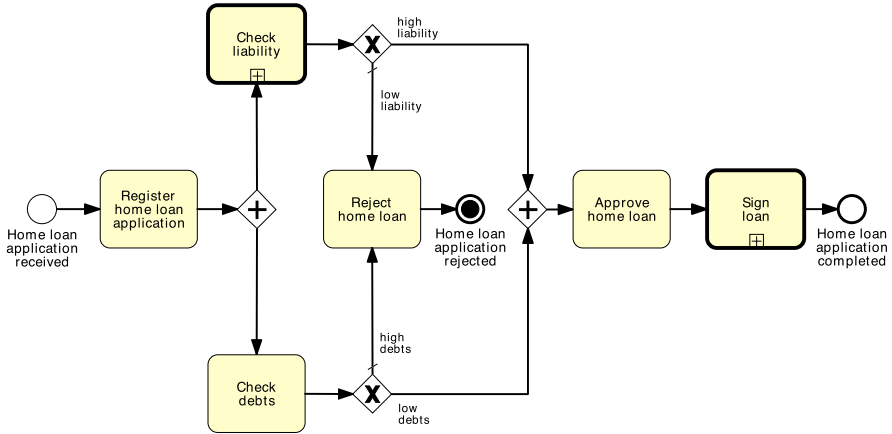 Check
liability
high
liability
low
liability
Home loan
application
received
Register
home loan
application
Reject
home loan
Home loan
application
rejected
Approve
home loan
Sign
loan
Home loan
application
completed
high
debts
Check
debts
low
debts